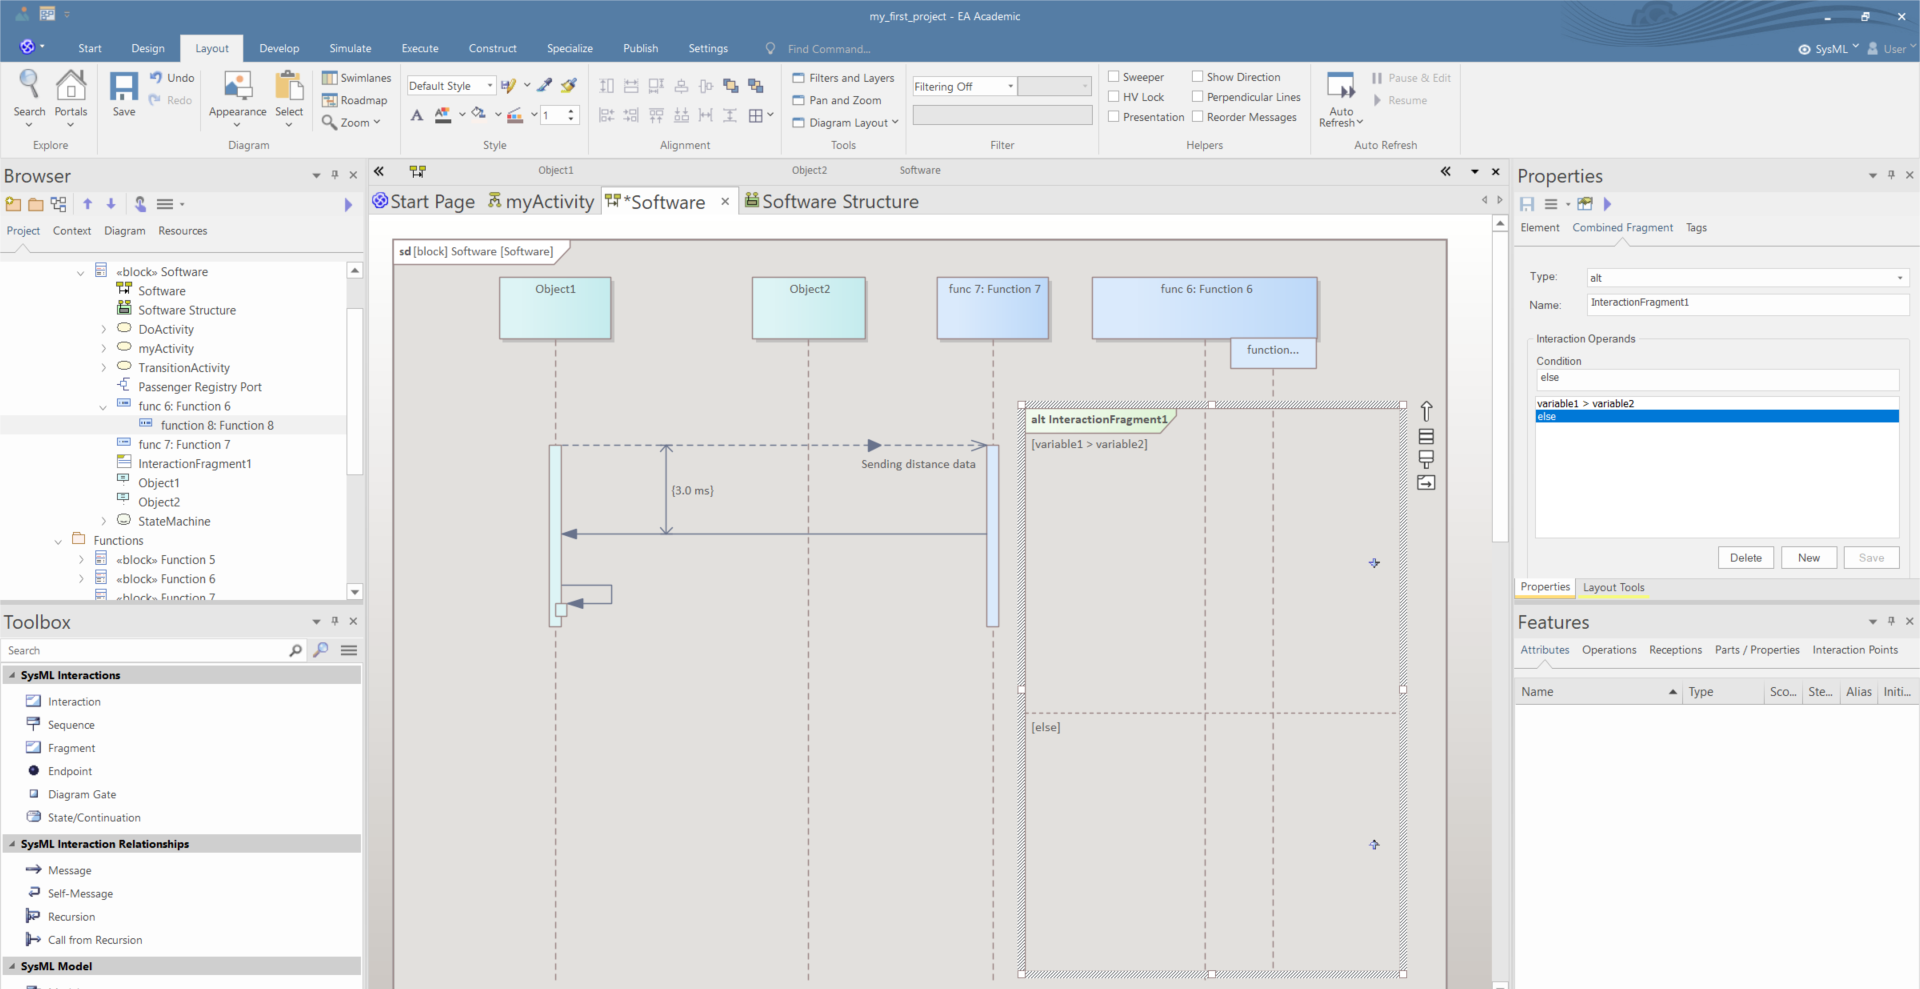 my_first_project - EA Academic
Start Design Layout Develop Simulate Execute Construct Specialize Publish Settings Find Command... SysML User
Search Portals Save Undo Redo Appearance Select Swimlanes Roadmap Zoom
Explore Diagram
Default Style 1
Style
Alignment
Filters and Layers
Pan and Zoom
Diagram Layout
Tools
Filtering Off
Filter
Sweeper Show Direction
HV Lock Perpendicular Lines
Presentation Reorder Messages
Helpers
Auto Refresh Pause & Edit
Resume
Auto Refresh
Browser
Project Context Diagram Resources
«block» Software
Software
Software Structure
DoActivity
myActivity
TransitionActivity
Passenger Registry Port
func 6: Function 6
function 8: Function 8
func 7: Function 7
InteractionFragment1
Object1
Object2
StateMachine
Functions
«block» Function 5
«block» Function 6
«block» Function 7
Toolbox
Search
SysML Interactions
Interaction
Sequence
Fragment
Endpoint
Diagram Gate
State/Continuation
SysML Interaction Relationships
Message
Self-Message
Recursion
Call from Recursion
SysML Model
Object1 Object2 Software
Start Page myActivity *Software Software Structure
sd [block] Software [Software]
Object1 Object2 func 7: Function 7 func 6: Function 6
function...
alt InteractionFragment1
[variable1 > variable2]
Sending distance data
{3.0 ms}
[else]
Properties
Element Combined Fragment Tags
Type: alt
Name: InteractionFragment1
Interaction Operands
Condition
else
variable1 > variable2
else
Delete New Save
Properties Layout Tools
Features
Attributes Operations Receptions Parts / Properties Interaction Points
Name Type Sco... Ste... Alias Initi...